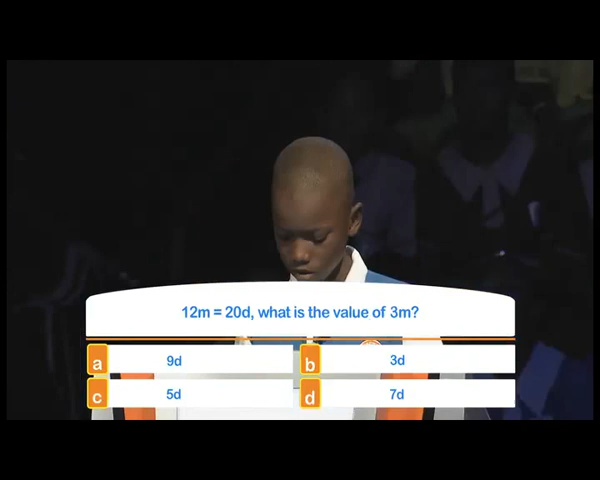 12m = 20d, what is the value of 3m?
a 9d
b 3d
c 5d
d 7d